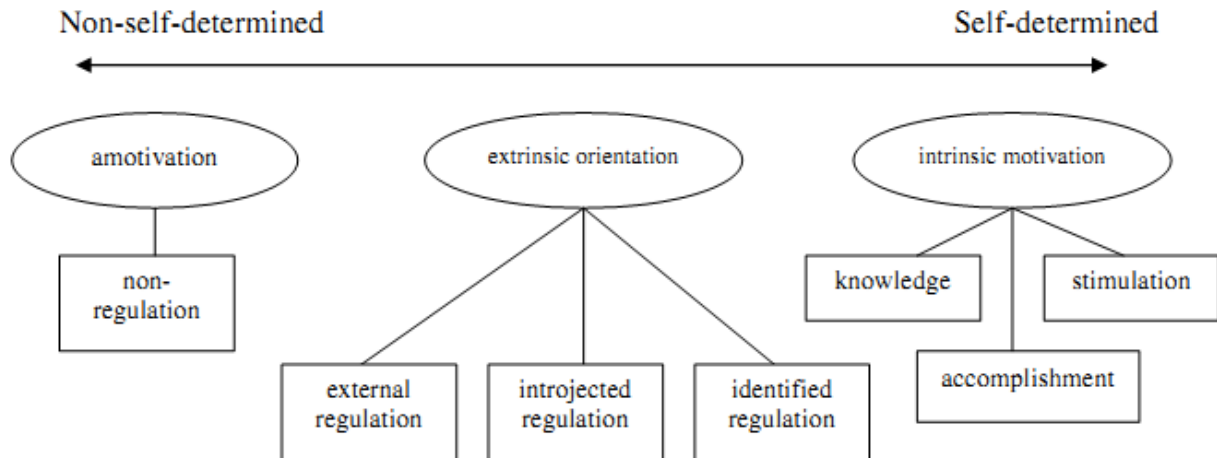 Non-self-determined
Self-determined
amotivation
extrinsic orientation
intrinsic motivation
non-
regulation
knowledge
stimulation
accomplishment
external
regulation
introjected
regulation
identified
regulation